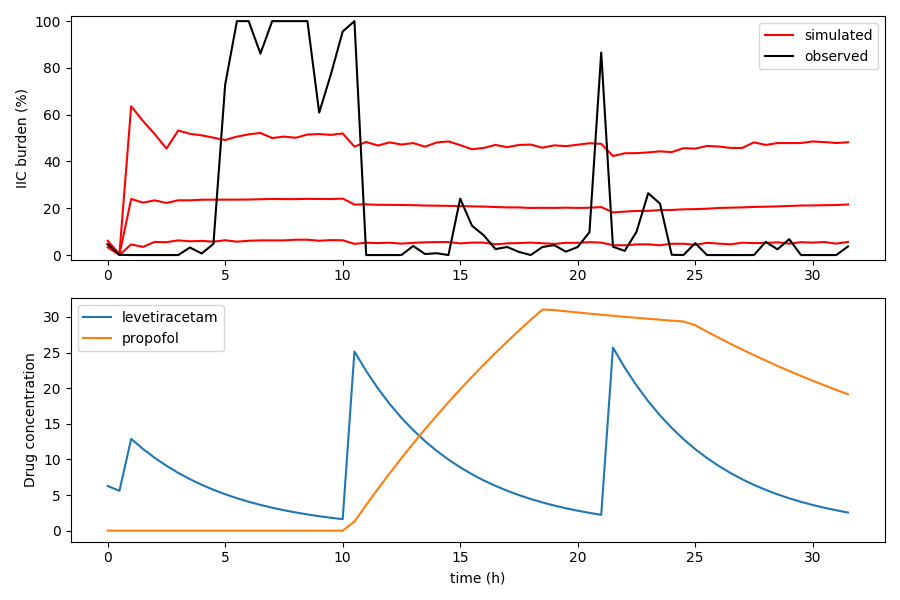 100
80
60
40
20
0
IIC burden (%)
simulated
observed
0 5 10 15 20 25 30
30
25
20
15
10
5
0
Drug concentration
levetiracetam
propofol
0 5 10 15 20 25 30
time (h)